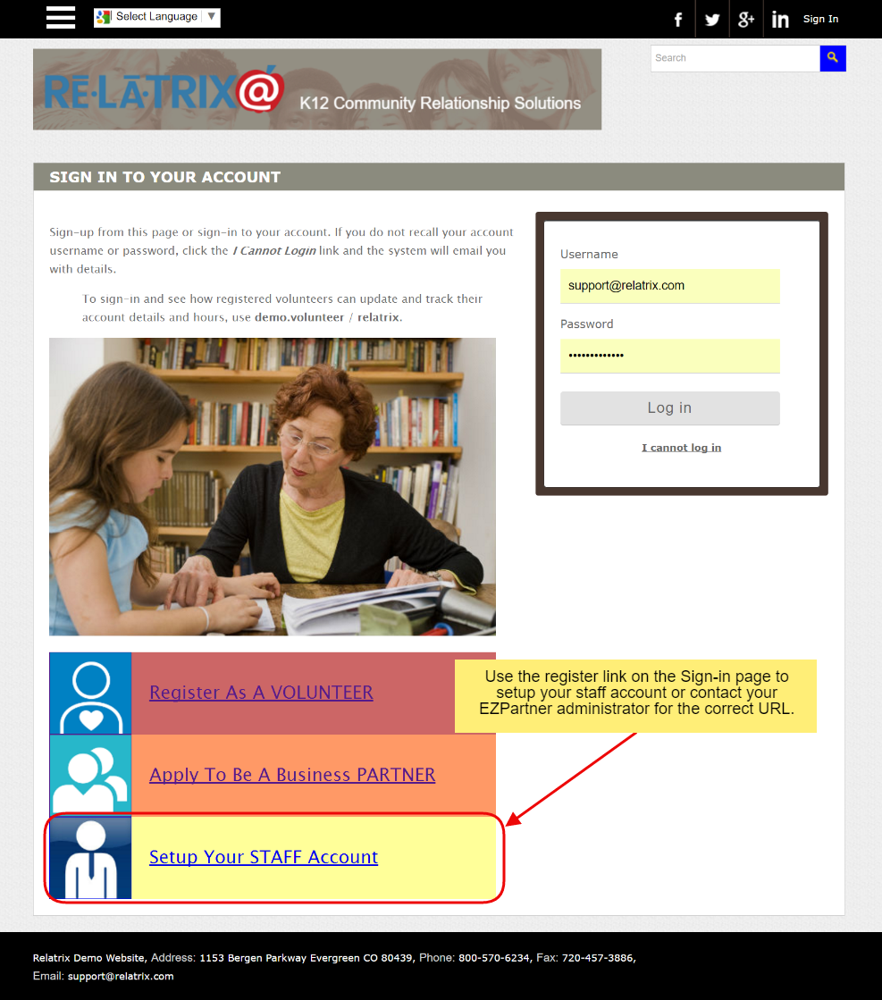 Select Language ▼
f
g+
in
Sign In
Search
RĒ·LĀ·TRIX@
K12 Community Relationship Solutions
SIGN IN TO YOUR ACCOUNT
Sign-up from this page or sign-in to your account. If you do not recall your account
username or password, click the I Cannot Login link and the system will email you
with details.
To sign-in and see how registered volunteers can update and track their
account details and hours, use demo.volunteer / relatrix.
Username
support@relatrix.com
Password
•••••••••••••
Log in
I cannot log in
Register As A VOLUNTEER
Use the register link on the Sign-in page to
setup your staff account or contact your
EZPartner administrator for the correct URL.
Apply To Be A Business PARTNER
Setup Your STAFF Account
Relatrix Demo Website, Address: 1153 Bergen Parkway Evergreen CO 80439, Phone: 800-570-6234, Fax: 720-457-3886,
Email: support@relatrix.com